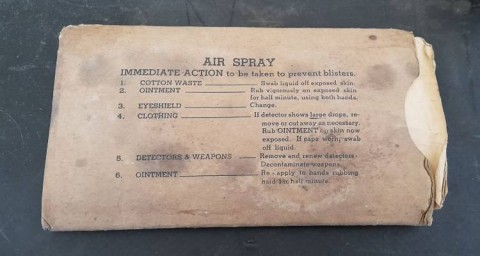 AIR SPRAY
IMMEDIATE ACTION to be taken to prevent blisters.
1. COTTON WASTE Swab liquid off exposed skin.
2. OINTMENT Rub vigorously on exposed skin
for half minute, using both hands.
3. EYESHIELD Change.
4. CLOTHING If detector shows large drops, re-
move or cut away as necessary.
Rub OINTMENT on skin now
exposed. If cape worn, swab
off liquid.
5. DETECTORS & WEAPONS Remove and renew detectors.
Decontaminate weapons.
6. OINTMENT Re-apply to hands rubbing
hard for half minute.